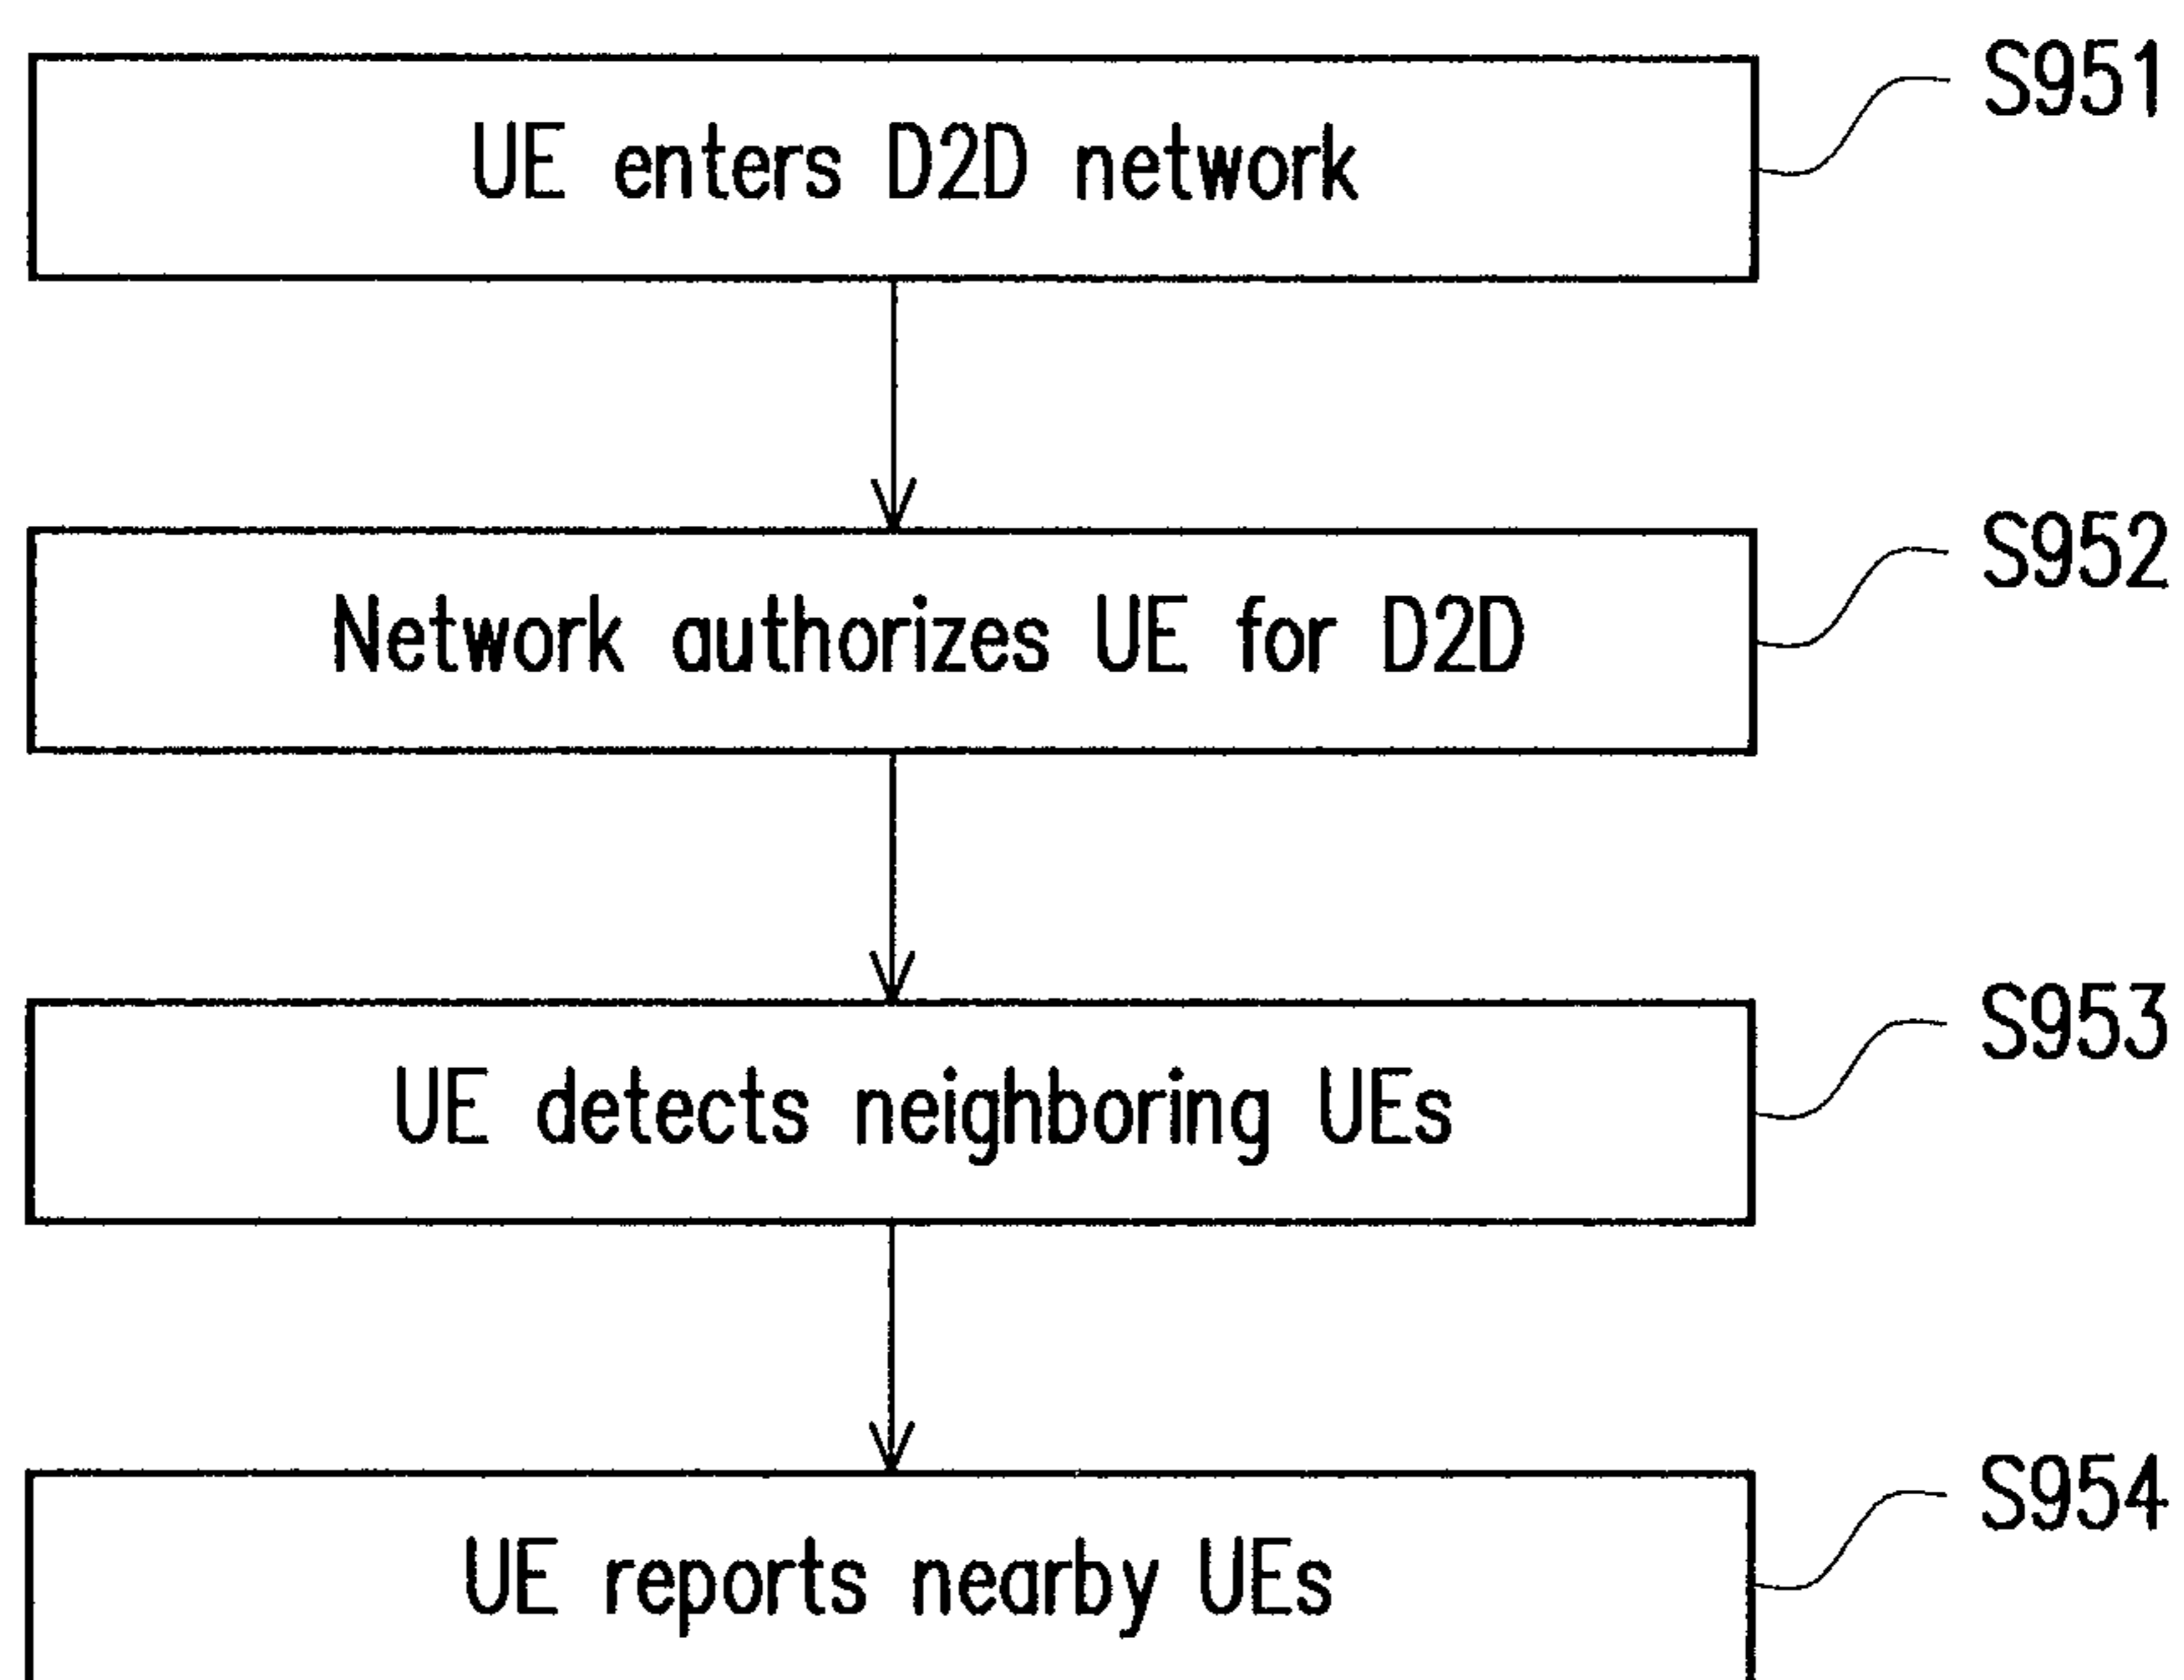 UE enters D2D network
S951
Network authorizes UE for D2D
S952
UE detects neighboring UEs
S953
UE reports nearby UEs
S954